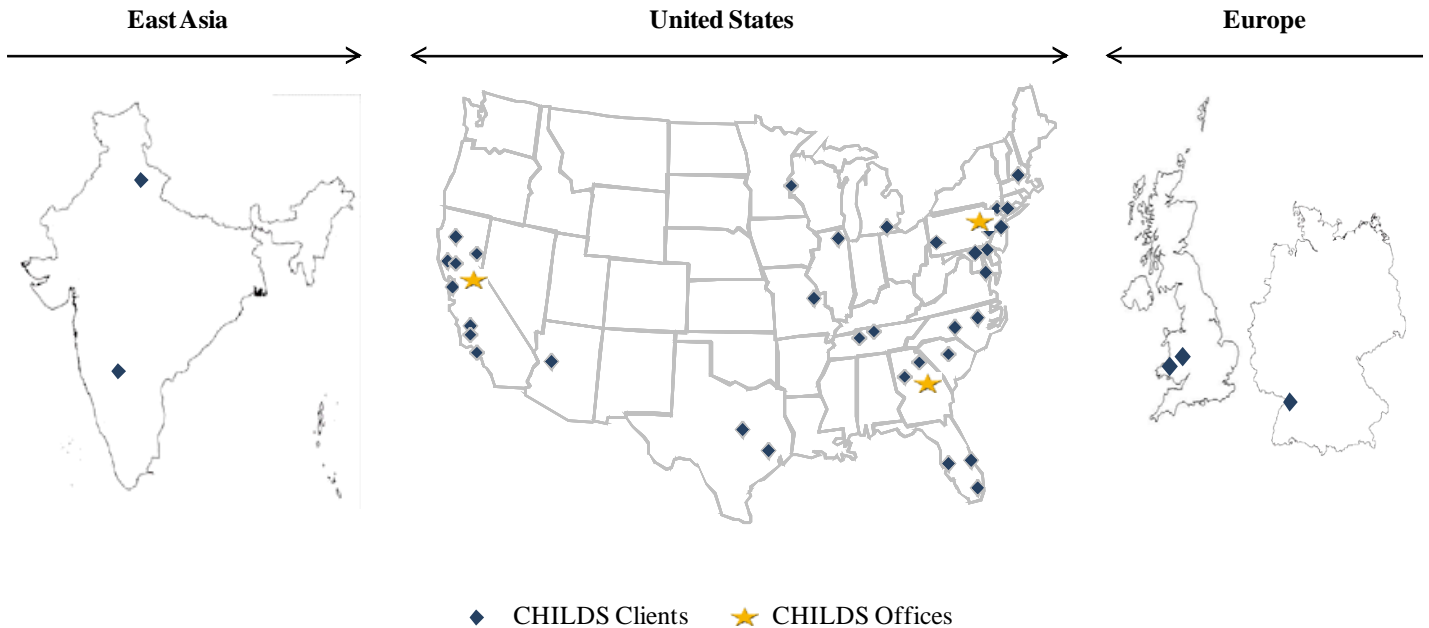 East Asia
United States
Europe
CHILDS Clients
CHILDS Offices